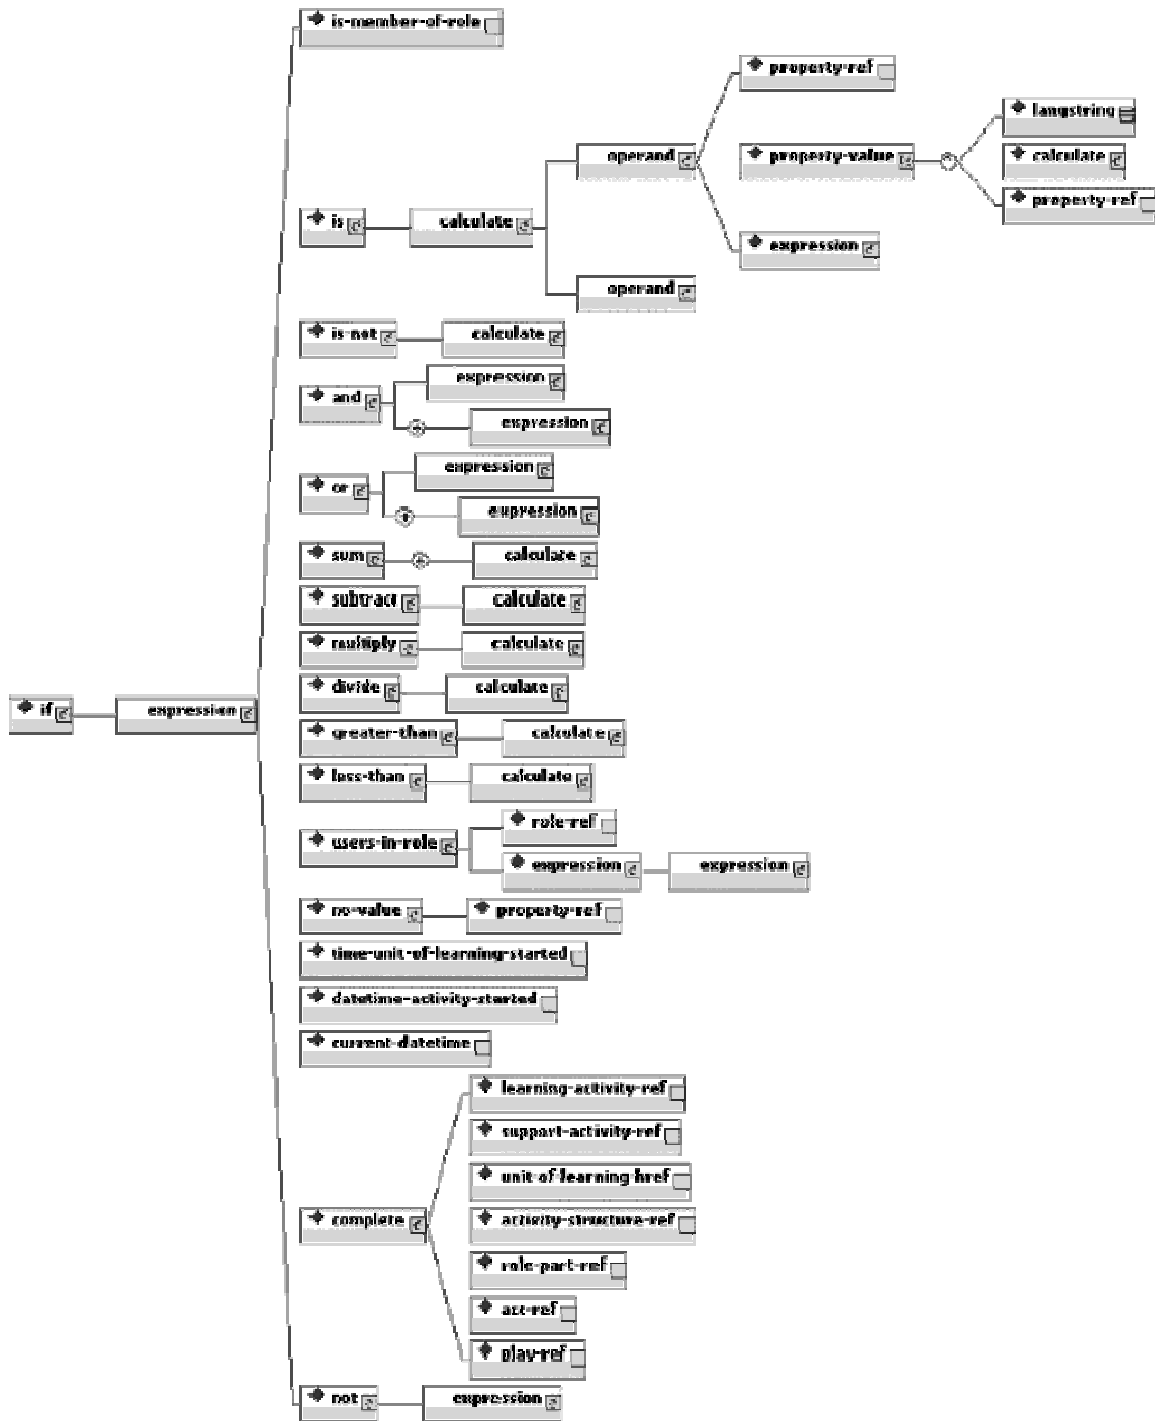 is-member-of-role
property-ref
langstring
operand
property-value
calculate
property-ref
is
calculate
expression
operand
is-not
calculate
expression
and
expression
expression
or
expression
sum
calculate
subtract
calculate
multiply
calculate
divide
calculate
if
expression
greater-than
calculate
less-than
calculate
role-ref
users-in-role
expression
expression
no-value
property-ref
time-unit-of-learning-started
datetime-activity-started
current-datetime
learning-activity-ref
support-activity-ref
unit-of-learning-href
complete
activity-structure-ref
role-part-ref
act-ref
play-ref
not
expression